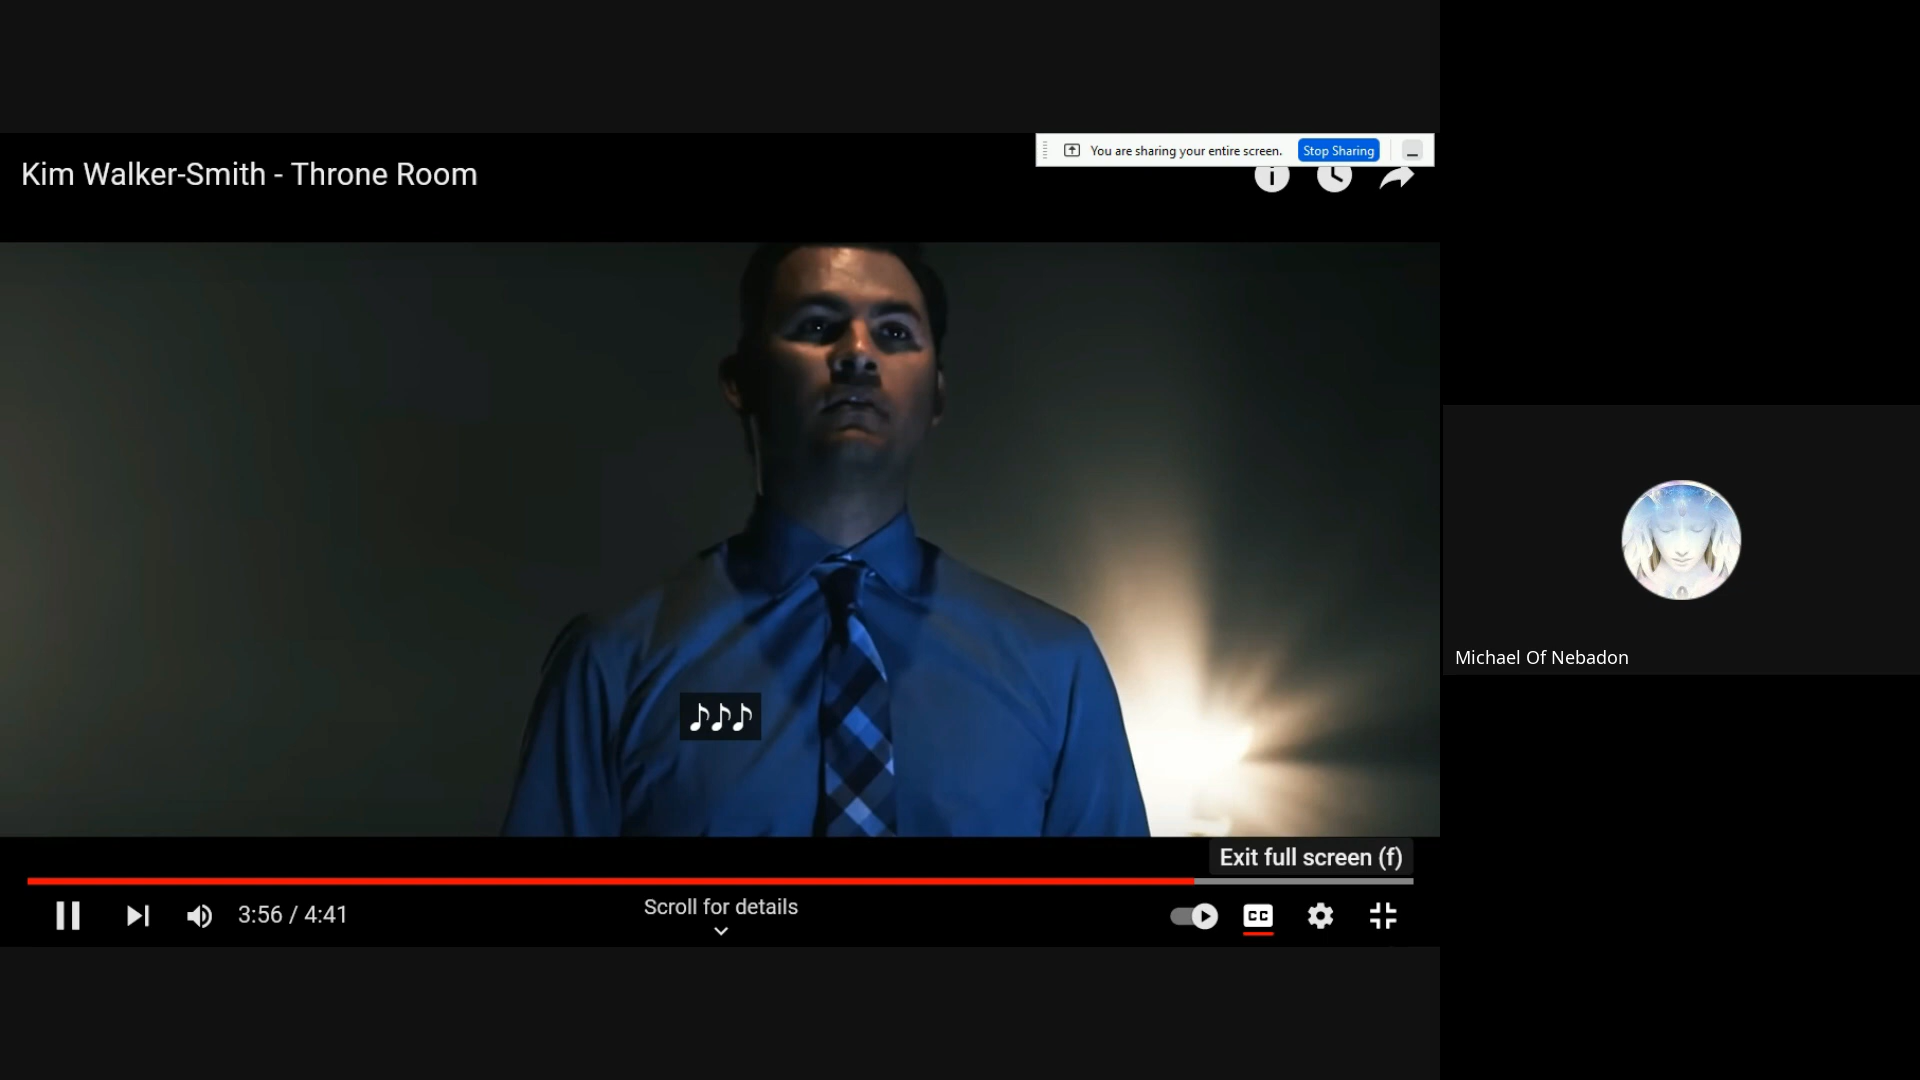 You are sharing your entire screen. Stop Sharing
Kim Walker-Smith - Throne Room
♪♪♪
Michael Of Nebadon
Exit full screen (f)
3:56 / 4:41
Scroll for details
CC